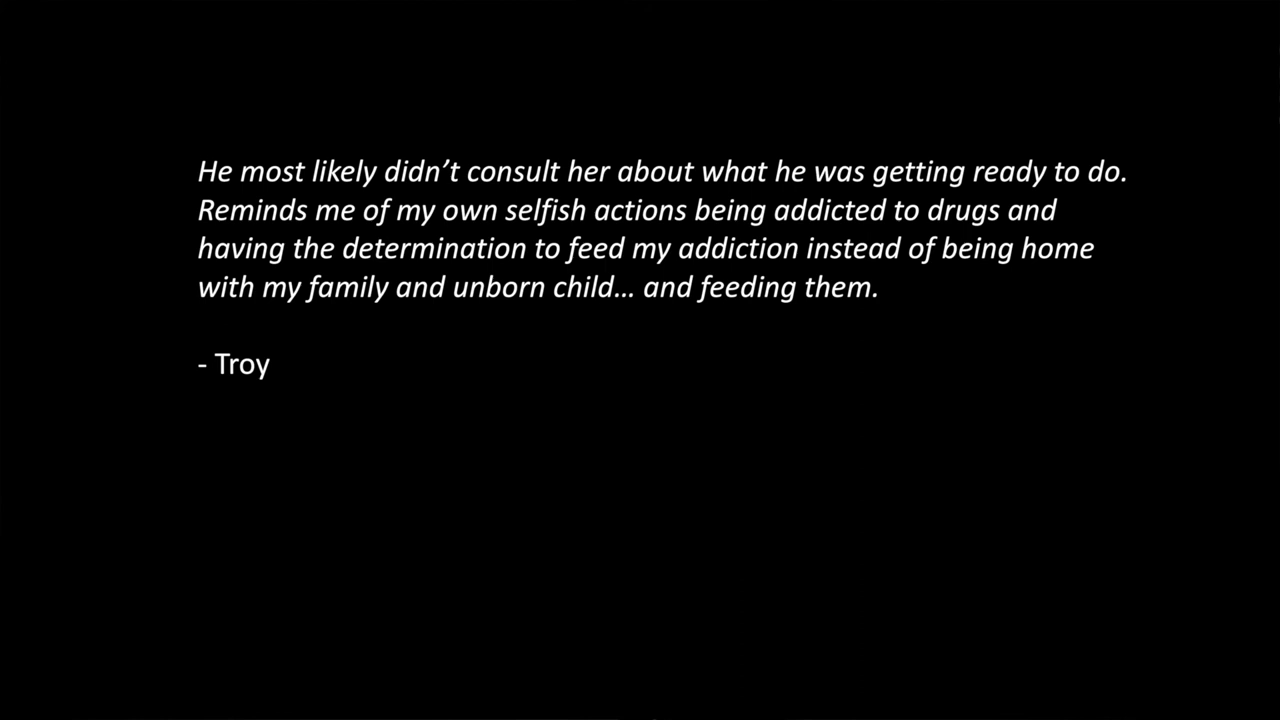 He most likely didn’t consult her about what he was getting ready to do.
Reminds me of my own selfish actions being addicted to drugs and
having the determination to feed my addiction instead of being home
with my family and unborn child… and feeding them.
- Troy